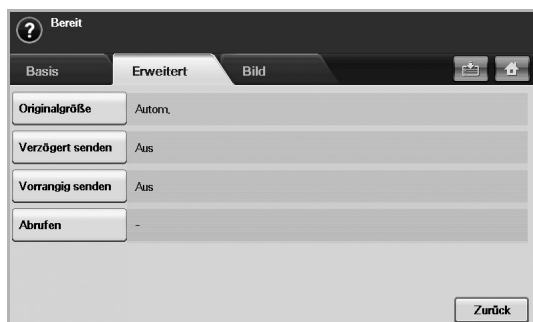 Bereit
Basis Erweitert Bild
Originalgröße Autom.
Verzögert senden Aus
Vorrangig senden Aus
Abrufen -
Zurück